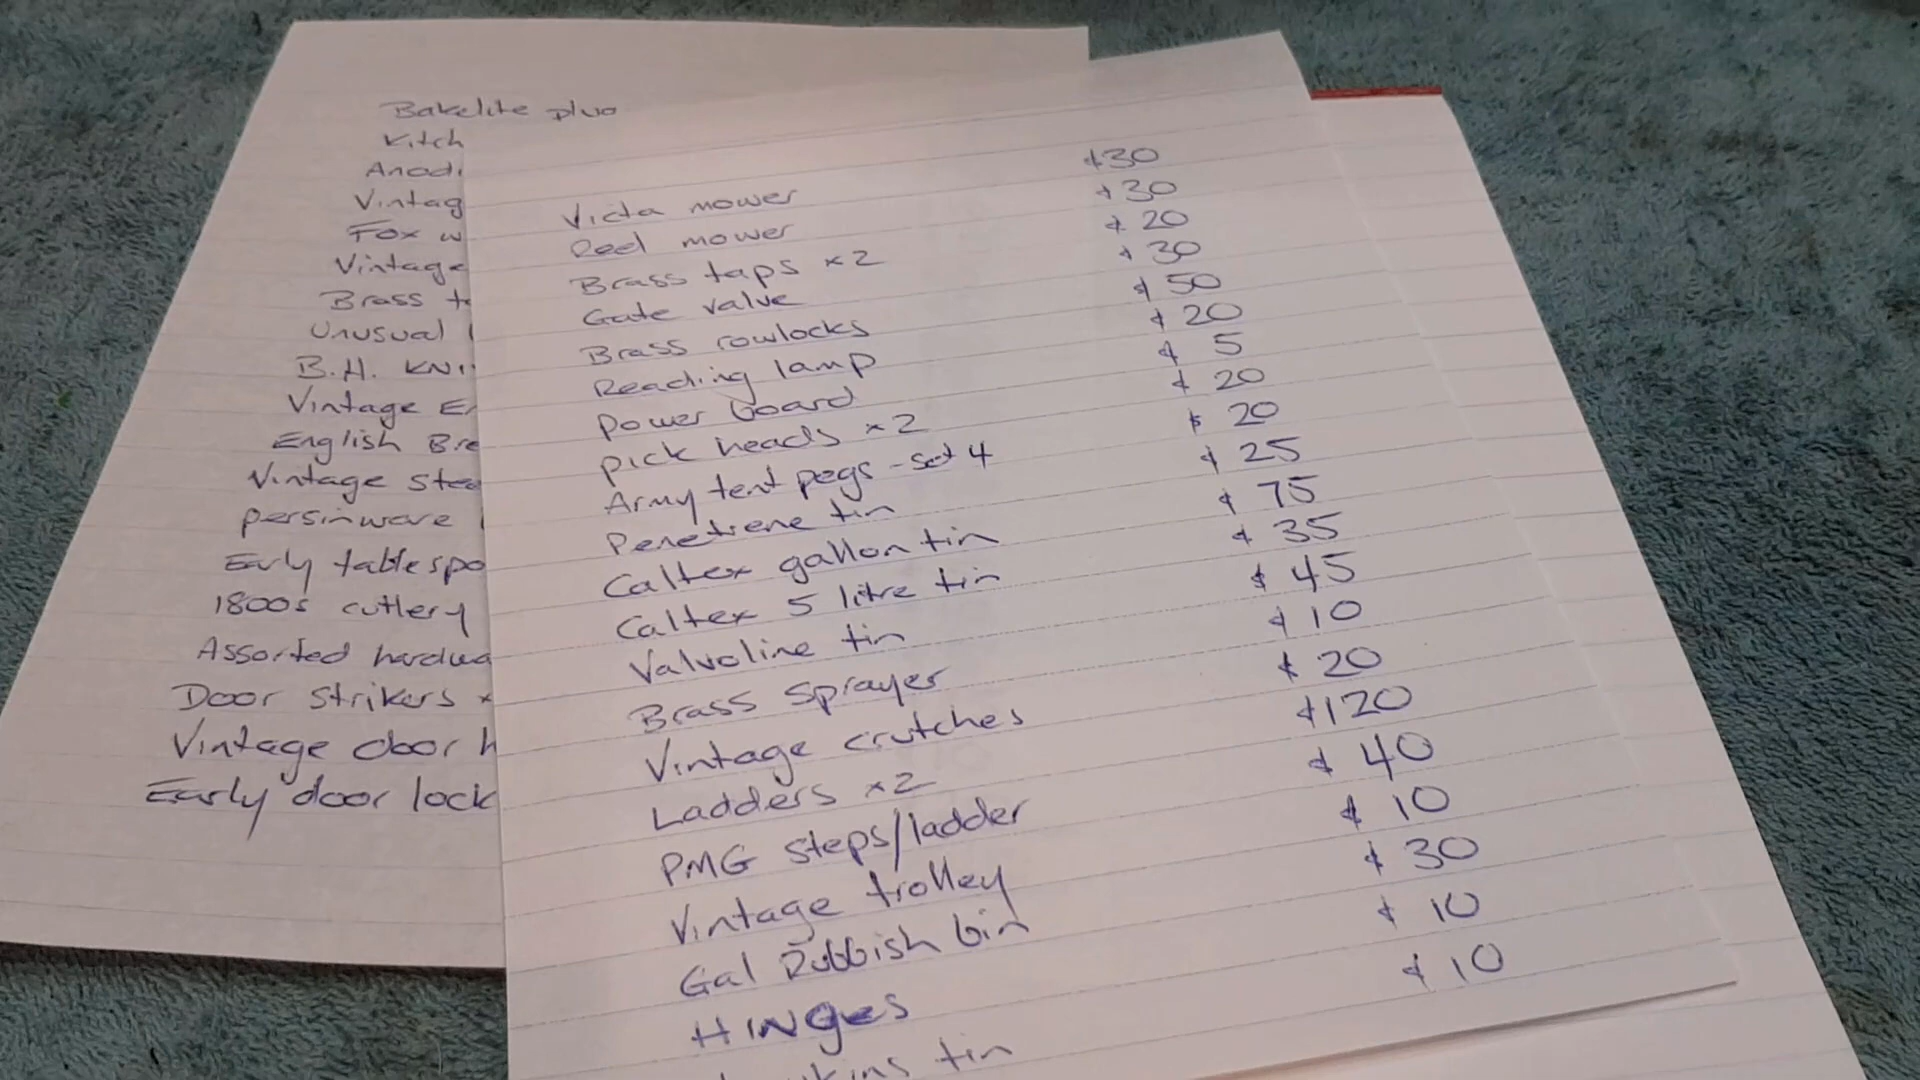 Bakelite plug
Kitch
Anodi
Vintag
Fox w
Vintage
Brass t
Unusual
B.H. KNI
Vintage E
English Bre
Vintage Stea
persinware
Early tablespo
1800s cutlery
Assorted hardwa
Door Strikers x
Vintage door h
Early door lock
Victa mower $30
Reel mower $30
Brass taps x2 $20
Gate valve $30
Brass rowlocks $50
Reading lamp $20
Power board $5
pick heads x2 $20
Army tent pegs - set 4 $20
Penetrene tin $25
Caltex gallon tin $75
Caltex 5 litre tin $35
Valvoline tin $45
Brass sprayer $10
Vintage crutches $20
Ladders x2 $120
PMG steps/ladder $40
Vintage trolley $10
Gal Rubbish bin $30
HINges $10
tin $10